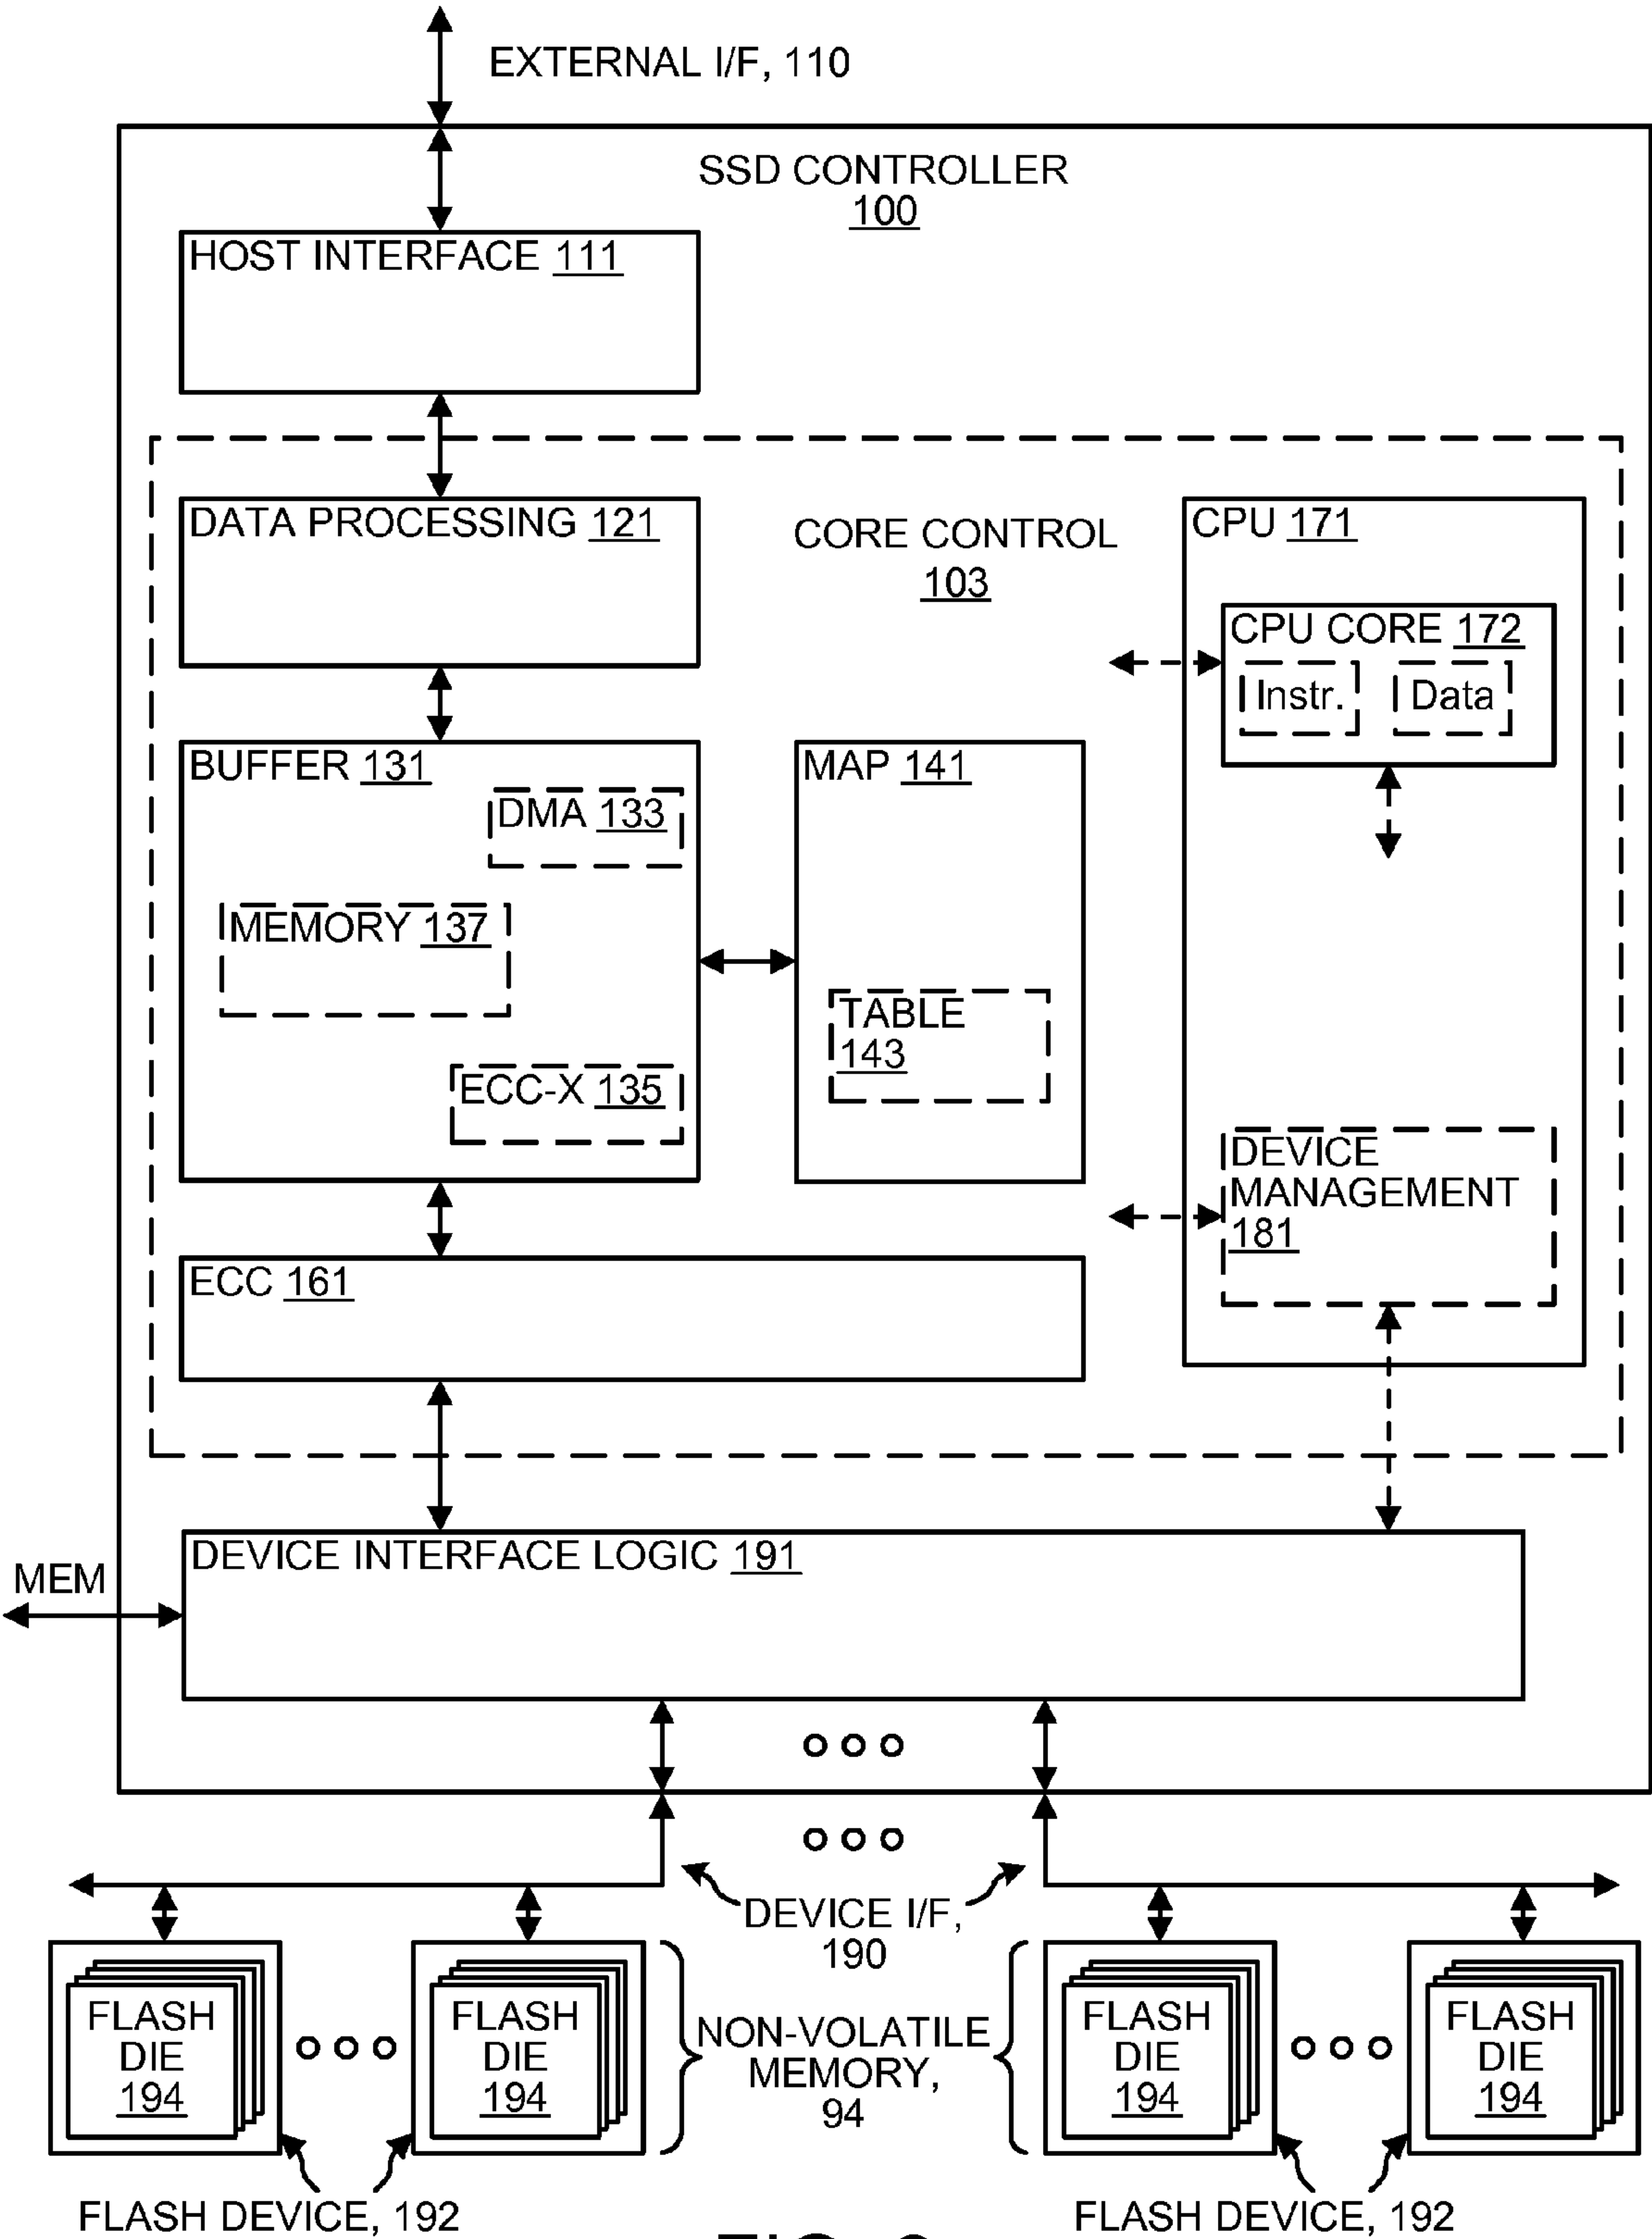 EXTERNAL I/F, 110
SSD CONTROLLER
100
HOST INTERFACE 111
DATA PROCESSING 121
CORE CONTROL
103
CPU 171
CPU CORE 172
Instr.
Data
BUFFER 131
DMA 133
MEMORY 137
ECC-X 135
MAP 141
TABLE
143
DEVICE
MANAGEMENT
181
ECC 161
DEVICE INTERFACE LOGIC 191
MEM
DEVICE I/F,
190
FLASH
DIE
194
FLASH
DIE
194
NON-VOLATILE
MEMORY,
94
FLASH
DIE
194
FLASH
DIE
194
FLASH DEVICE, 192
FLASH DEVICE, 192